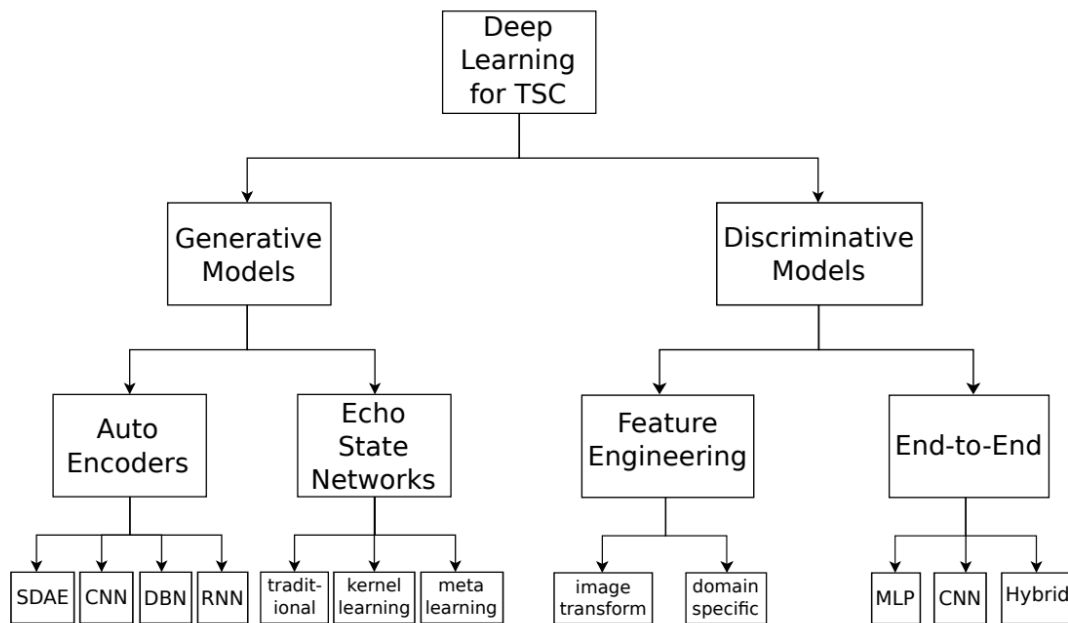 Deep
Learning
for TSC
Generative
Models
Discriminative
Models
Auto
Encoders
Echo
State
Networks
Feature
Engineering
End-to-End
SDAE
CNN
DBN
RNN
tradit-
ional
kernel
learning
meta
learning
image
transform
domain
specific
MLP
CNN
Hybrid